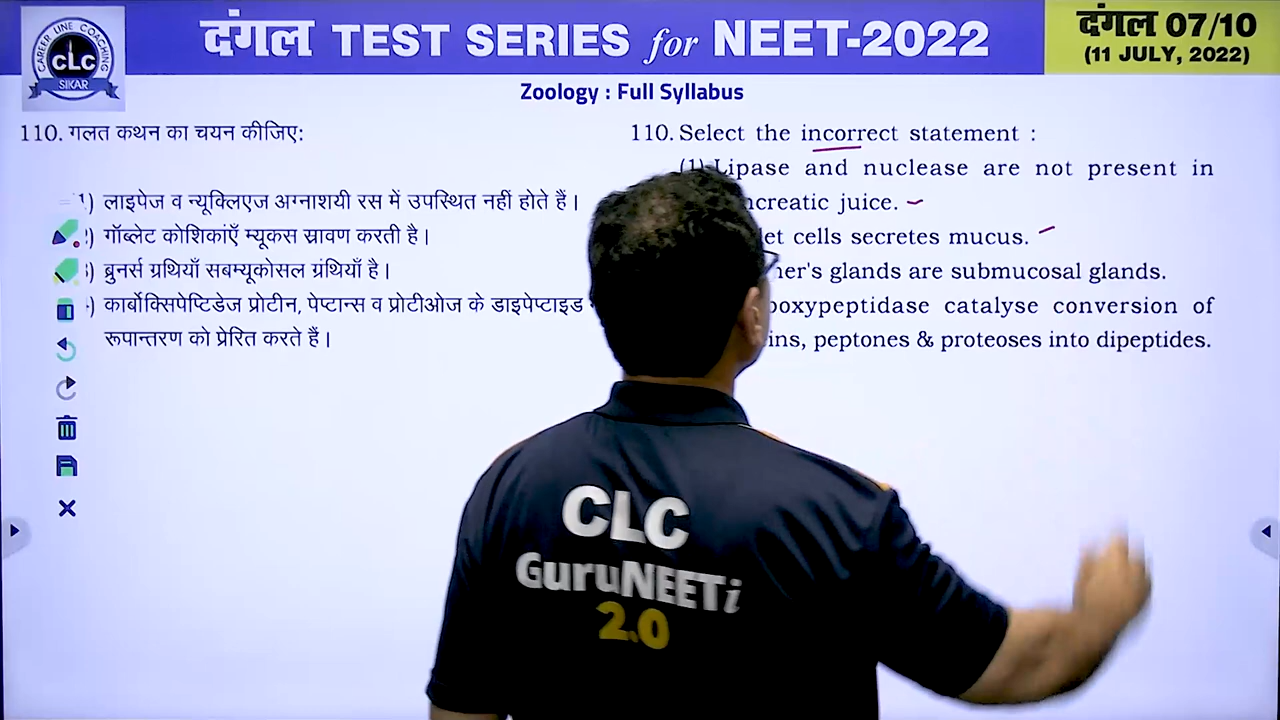 CAREER LINE COACHING
CLC
SIKAR
दंगल TEST SERIES for NEET-2022
दंगल 07/10
(11 JULY, 2022)
Zoology : Full Syllabus
110. गलत कथन का चयन कीजिए:
1) लाइपेज व न्यूक्लिएज अग्नाशयी रस में उपस्थित नहीं होते हैं।
) गॉब्लेट कोशिकांएँ म्यूकस स्रावण करती है।
) ब्रुनर्स ग्रथियाँ सबम्यूकोसल ग्रंथियाँ है।
) कार्बोक्सिपेप्टिडेज प्रोटीन, पेप्टान्स व प्रोटीओज के डाइपेप्टाइड
रूपान्तरण को प्रेरित करते हैं।
110. Select the incorrect statement :
(1) Lipase and nuclease are not present in
ncreatic juice.
et cells secretes mucus.
ner's glands are submucosal glands.
oxypeptidase catalyse conversion of
ins, peptones & proteoses into dipeptides.
CLC
GuruNEETi
2.0